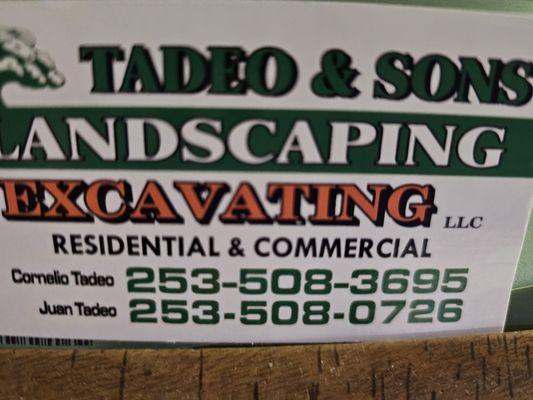 TADEO & SONS
LANDSCAPING
EXCAVATING LLC
RESIDENTIAL & COMMERCIAL
Cornelio Tadeo 253-508-3695
Juan Tadeo 253-508-0726